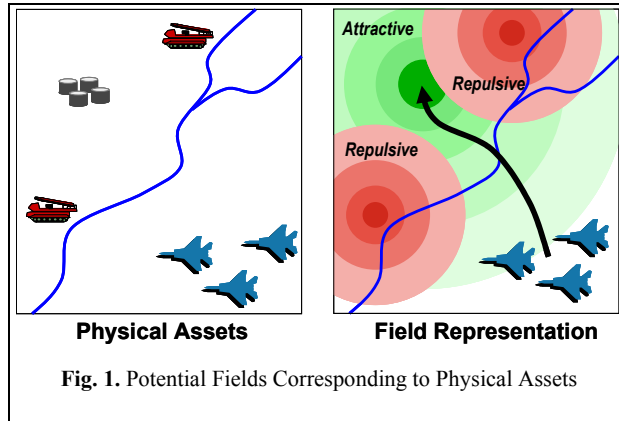 Attractive
Repulsive
Repulsive
Physical Assets
Field Representation
Fig. 1. Potential Fields Corresponding to Physical Assets